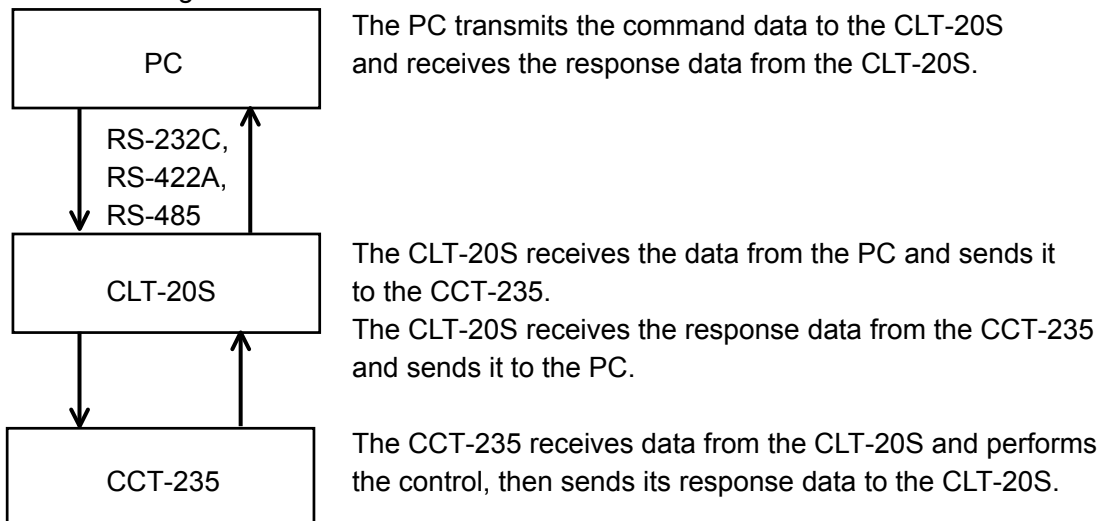 PC
The PC transmits the command data to the CLT-20S
and receives the response data from the CLT-20S.
RS-232C,
RS-422A,
RS-485
CLT-20S
The CLT-20S receives the data from the PC and sends it
to the CCT-235.
The CLT-20S receives the response data from the CCT-235
and sends it to the PC.
CCT-235
The CCT-235 receives data from the CLT-20S and performs
the control, then sends its response data to the CLT-20S.